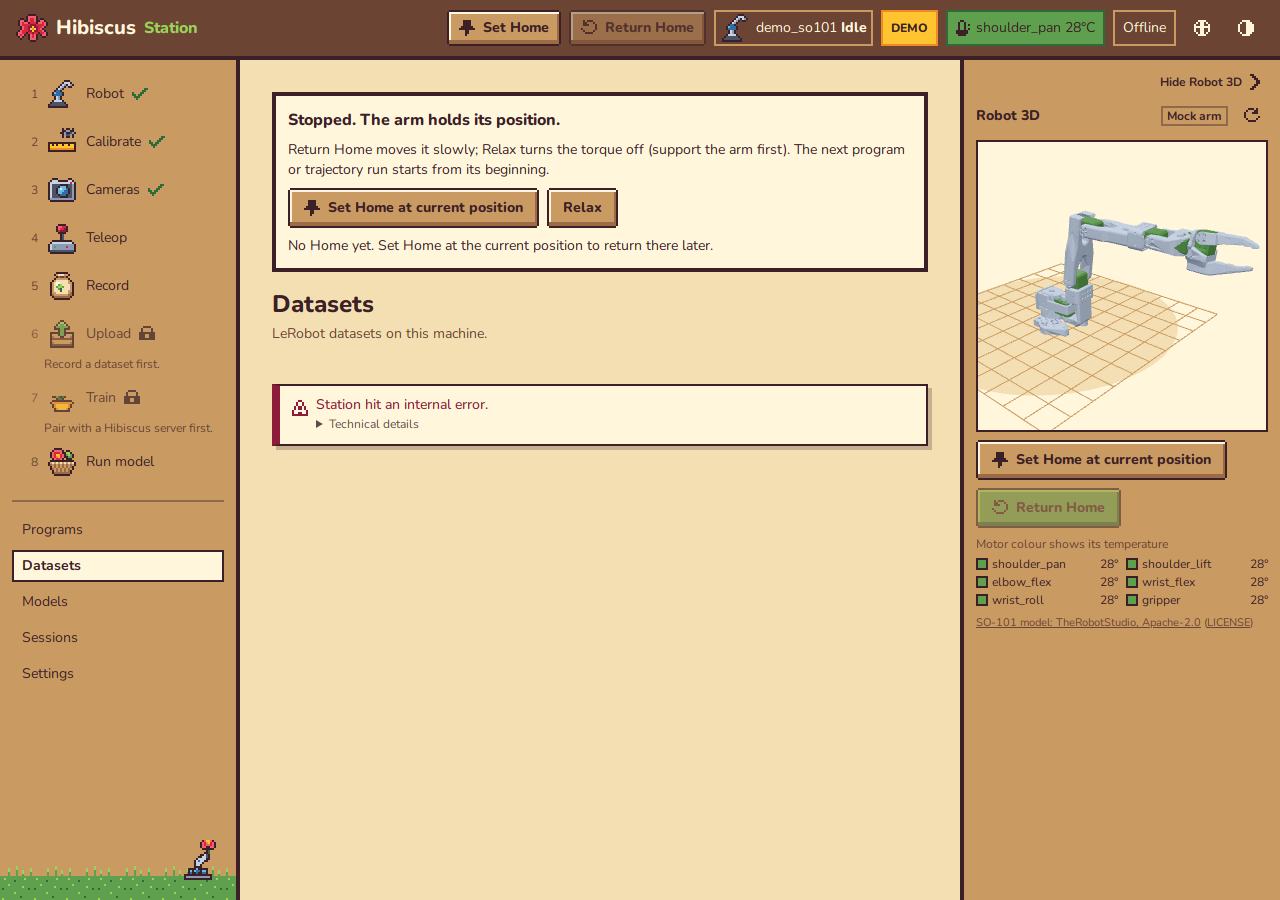 Hibiscus Station
Set Home
Return Home
demo_so101 Idle
DEMO
shoulder_pan 28°C
Offline
1 Robot
2 Calibrate
3 Cameras
4 Teleop
5 Record
6 Upload
Record a dataset first.
7 Train
Pair with a Hibiscus server first.
8 Run model
Programs
Datasets
Models
Sessions
Settings
Stopped. The arm holds its position.
Return Home moves it slowly; Relax turns the torque off (support the arm first). The next program
or trajectory run starts from its beginning.
Set Home at current position
Relax
No Home yet. Set Home at the current position to return there later.
Datasets
LeRobot datasets on this machine.
Station hit an internal error.
Technical details
Hide Robot 3D
Robot 3D
Mock arm
Set Home at current position
Return Home
Motor colour shows its temperature
shoulder_pan 28° shoulder_lift 28°
elbow_flex 28° wrist_flex 28°
wrist_roll 28° gripper 28°
SO-101 model: TheRobotStudio, Apache-2.0 (LICENSE)